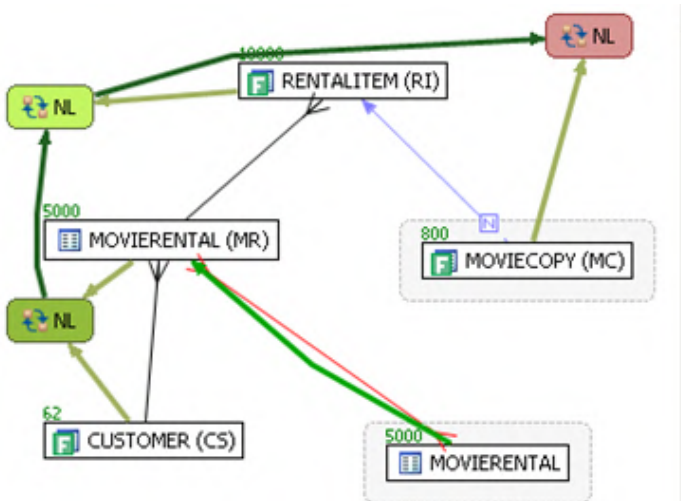 NL
10000
RENTALITEM (RI)
NL
5000
MOVIERENTAL (MR)
N
800
F MOVIECOPY (MC)
NL
62
F CUSTOMER (CS)
5000
MOVIERENTAL